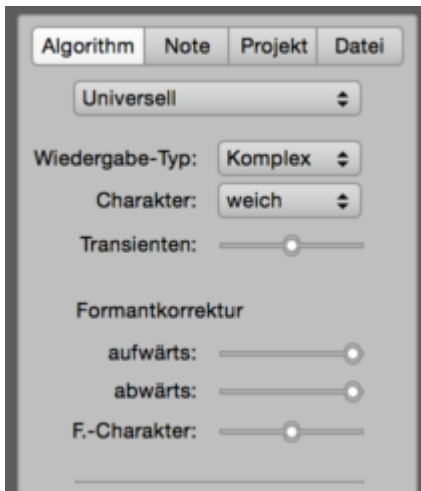 Algorithm Note Projekt Datei
Universell
Wiedergabe-Typ: Komplex
Charakter: weich
Transienten:
Formantkorrektur
aufwärts:
abwärts:
F.-Charakter: